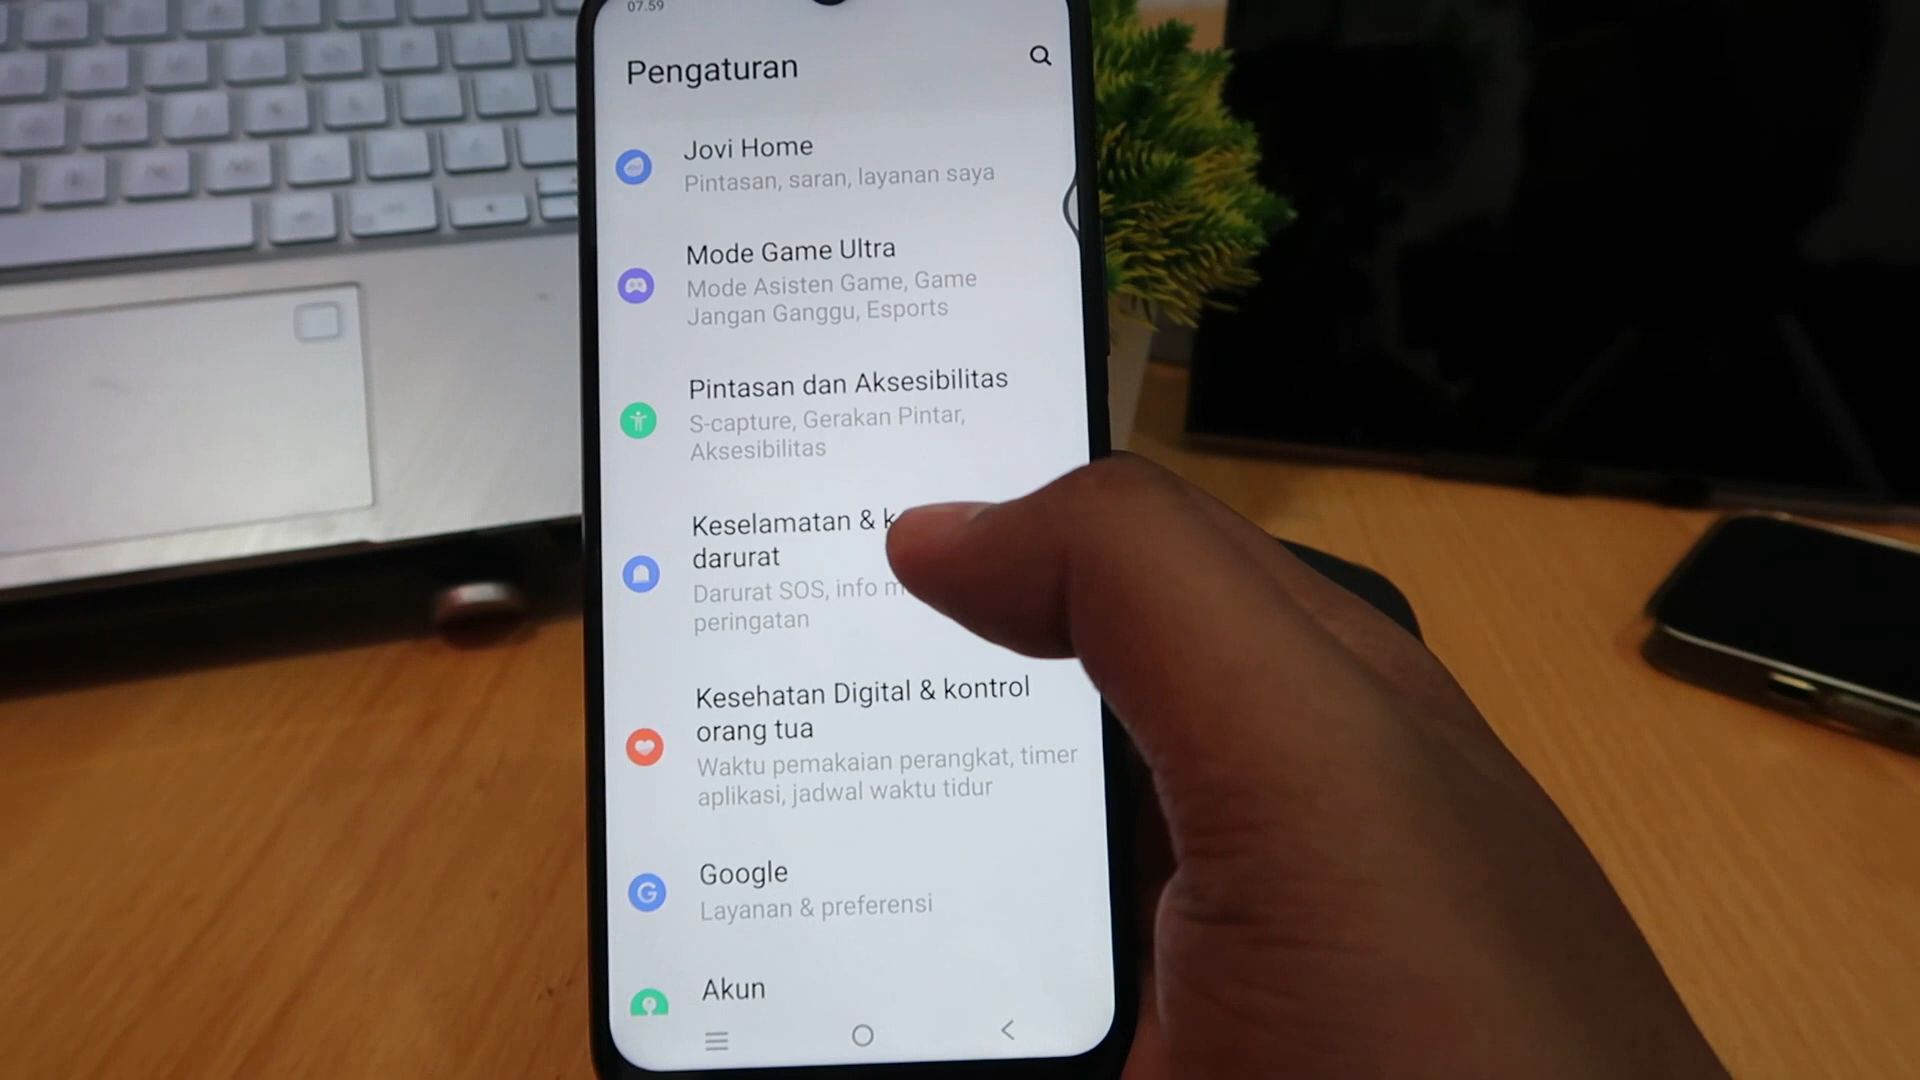 07.59
Pengaturan
Jovi Home
Pintasan, saran, layanan saya
Mode Game Ultra
Mode Asisten Game, Game
Jangan Ganggu, Esports
Pintasan dan Aksesibilitas
S-capture, Gerakan Pintar,
Aksesibilitas
Keselamatan &
darurat
Darurat SOS, info
peringatan
Kesehatan Digital & kontrol
orang tua
Waktu pemakaian perangkat, timer
aplikasi, jadwal waktu tidur
Google
Layanan & preferensi
Akun